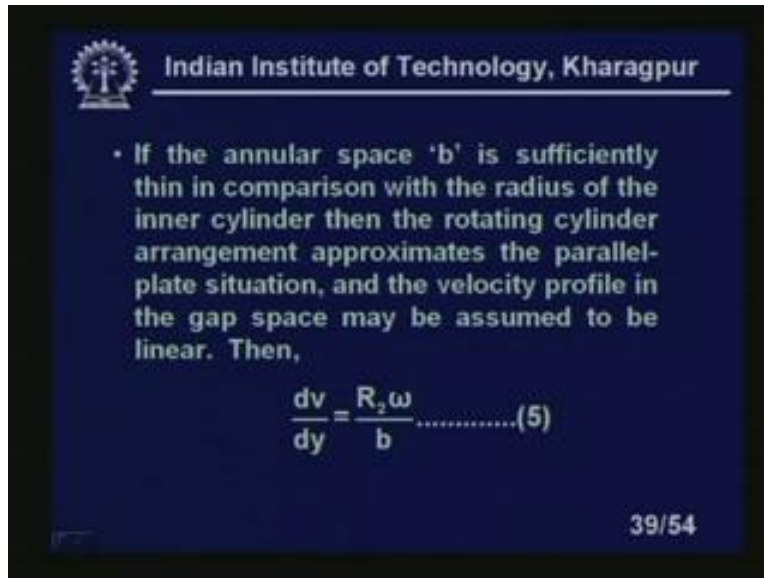 Indian Institute of Technology, Kharagpur
• If the annular space ‘b’ is sufficiently
thin in comparison with the radius of the
inner cylinder then the rotating cylinder
arrangement approximates the parallel-
plate situation, and the velocity profile in
the gap space may be assumed to be
linear. Then,
dv/dy = R₂ω/b .............(5)
39/54